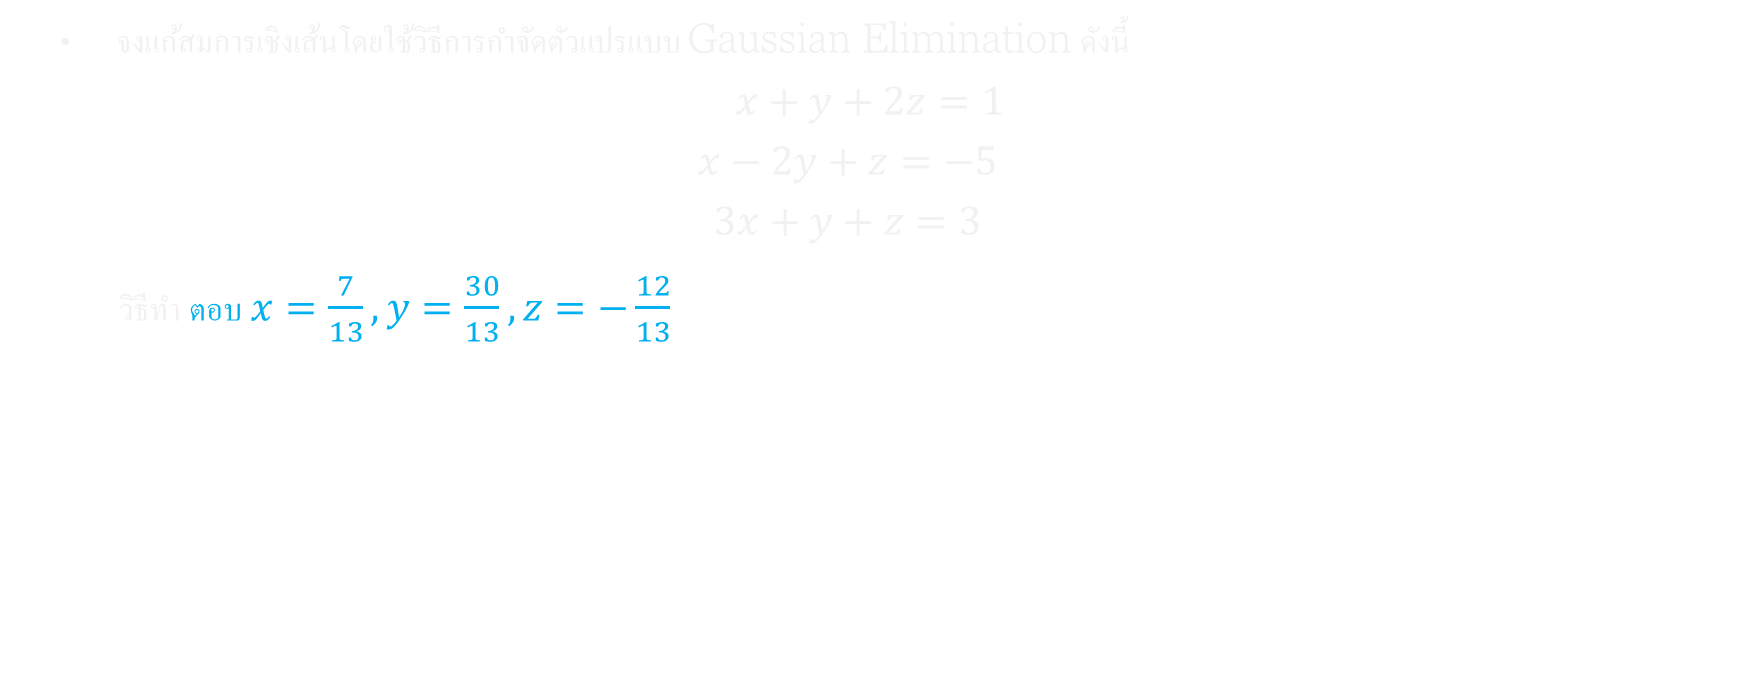 • จงแก้สมการเชิงเส้น โดยใช้วิธีการกำจัดตัวแปรแบบ Gaussian Elimination ดังนี้
x + y + 2z = 1
x − 2y + z = −5
3x + y + z = 3
วิธีทำ ตอบ x = 7/13 , y = 30/13 , z = − 12/13